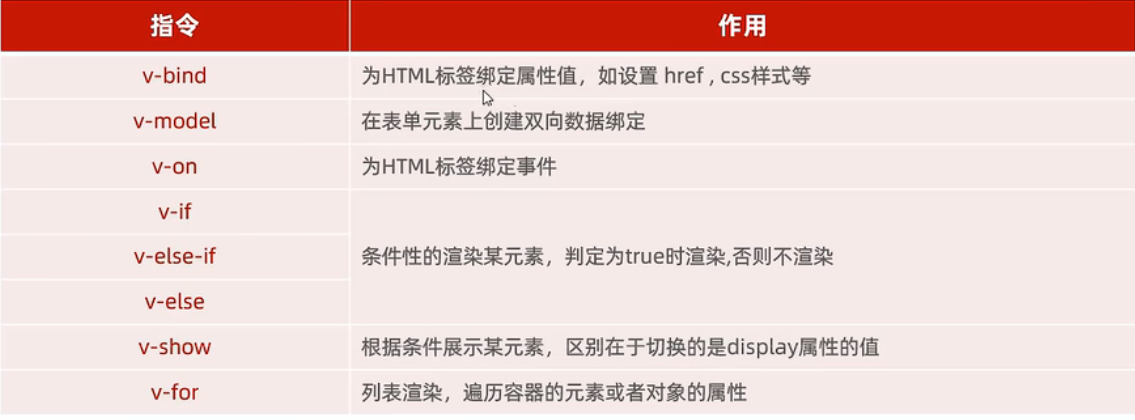 指令 作用
v-bind 为HTML标签绑定属性值，如设置 href , css样式等
v-model 在表单元素上创建双向数据绑定
v-on 为HTML标签绑定事件
v-if
v-else-if 条件性的渲染某元素，判定为true时渲染,否则不渲染
v-else
v-show 根据条件展示某元素，区别在于切换的是display属性的值
v-for 列表渲染，遍历容器的元素或者对象的属性